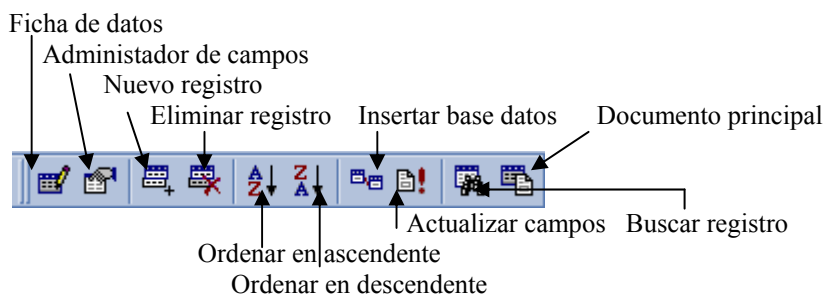 Ficha de datos
Administador de campos
Nuevo registro
Eliminar registro
Insertar base datos
Documento principal
A
Z
Z
A
Actualizar campos
Buscar registro
Ordenar en ascendente
Ordenar en descendente